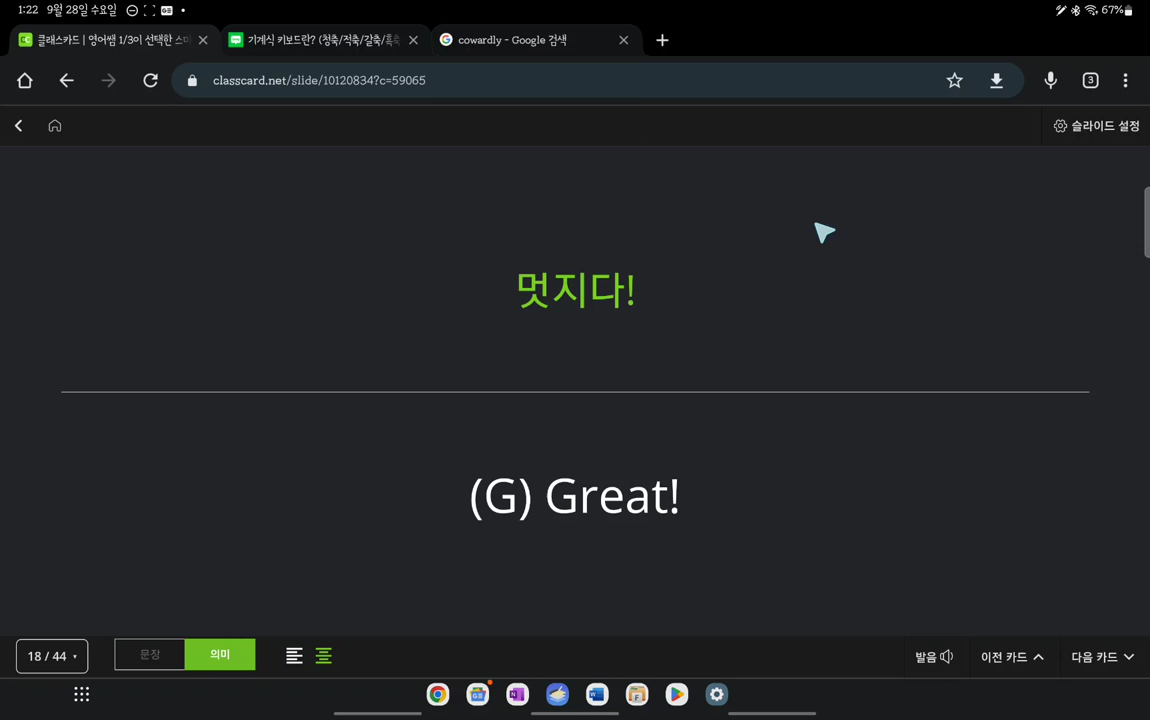 1:22 9월 28일 수요일
67%
클래스카드 | 영어쌤 1/3이 선택한 스마
기계식 키보드란? (청축/적축/갈축/흑축
cowardly - Google 검색
classcard.net/slide/10120834?c=59065
3
슬라이드 설정
멋지다!
(G) Great!
18 / 44
문장
의미
발음
이전 카드
다음 카드